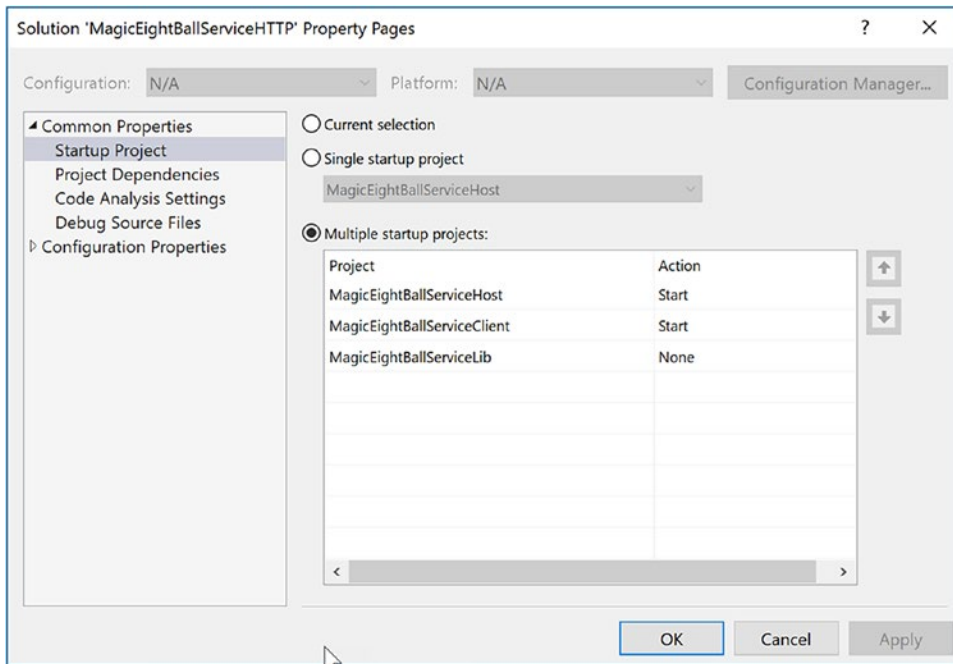 Solution 'MagicEightBallServiceHTTP' Property Pages ?
Configuration: N/A Platform: N/A Configuration Manager...
Common Properties
Startup Project
Project Dependencies
Code Analysis Settings
Debug Source Files
Configuration Properties
Current selection
Single startup project
MagicEightBallServiceHost
Multiple startup projects:
Project Action
MagicEightBallServiceHost Start
MagicEightBallServiceClient Start
MagicEightBallServiceLib None
OK Cancel Apply